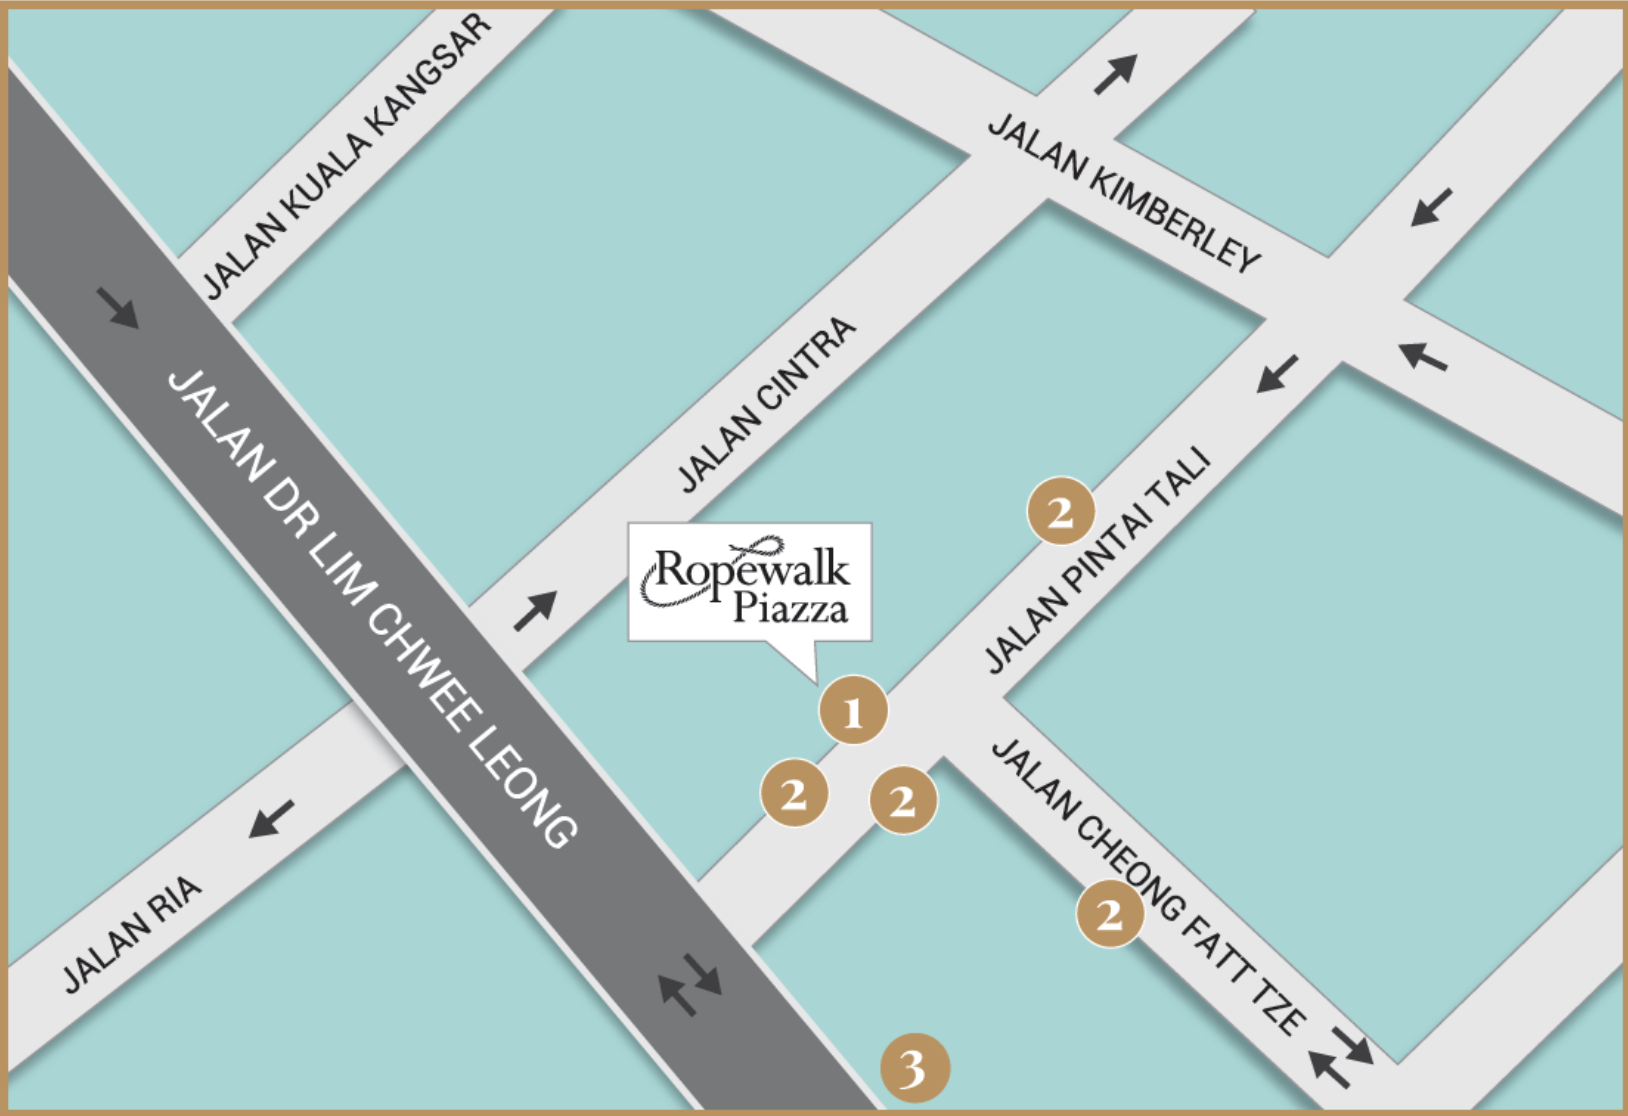 JALAN KUALA KANGSAR
JALAN KIMBERLEY
JALAN CINTRA
JALAN DR LIM CHWEE LEONG
JALAN PINTAI TALI
2
Ropewalk
Piazza
1
2
2
JALAN CHEONG FATT TZE
2
JALAN RIA
3